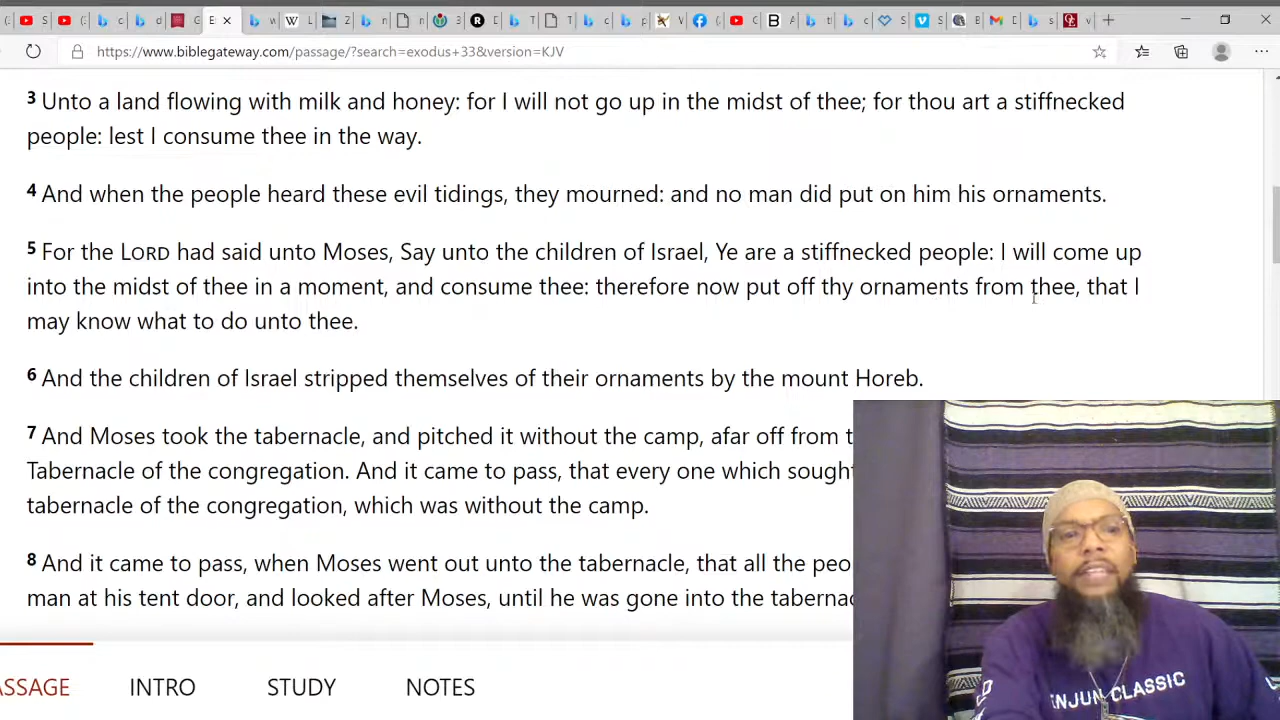 https://www.biblegateway.com/passage/?search=exodus+33&version=KJV
3 Unto a land flowing with milk and honey: for I will not go up in the midst of thee; for thou art a stiffnecked
people: lest I consume thee in the way.
4 And when the people heard these evil tidings, they mourned: and no man did put on him his ornaments.
5 For the LORD had said unto Moses, Say unto the children of Israel, Ye are a stiffnecked people: I will come up
into the midst of thee in a moment, and consume thee: therefore now put off thy ornaments from thee, that I
may know what to do unto thee.
6 And the children of Israel stripped themselves of their ornaments by the mount Horeb.
7 And Moses took the tabernacle, and pitched it without the camp, afar off from t
Tabernacle of the congregation. And it came to pass, that every one which sought
tabernacle of the congregation, which was without the camp.
8 And it came to pass, when Moses went out unto the tabernacle, that all the peo
man at his tent door, and looked after Moses, until he was gone into the tabernac
ASSAGE INTRO STUDY NOTES
ENJUN CLASSIC